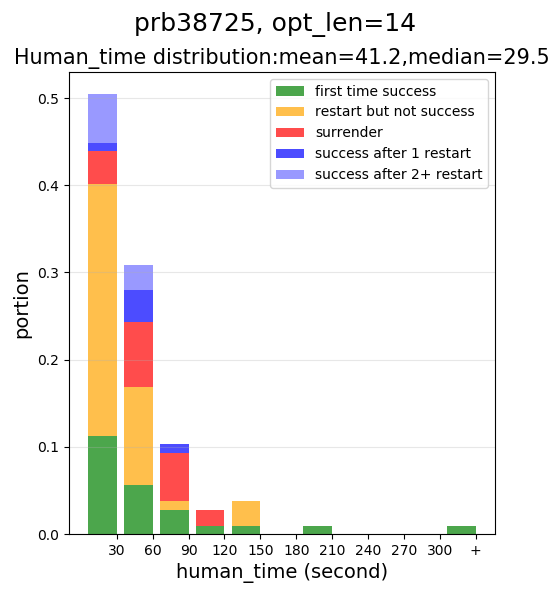 prb38725, opt_len=14
Human_time distribution:mean=41.2,median=29.5
first time success
restart but not success
surrender
success after 1 restart
success after 2+ restart
portion
0.5
0.4
0.3
0.2
0.1
0.0
30 60 90 120 150 180 210 240 270 300 +
human_time (second)